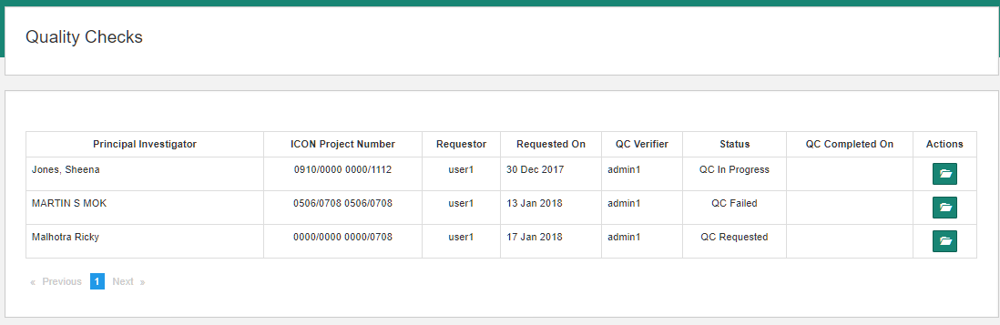 Quality Checks
Principal Investigator ICON Project Number Requestor Requested On QC Verifier Status QC Completed On Actions
Jones, Sheena 0910/0000 0000/1112 user1 30 Dec 2017 admin1 QC In Progress
MARTIN S MOK 0506/0708 0506/0708 user1 13 Jan 2018 admin1 QC Failed
Malhotra Ricky 0000/0000 0000/0708 user1 17 Jan 2018 admin1 QC Requested
« Previous 1 Next »